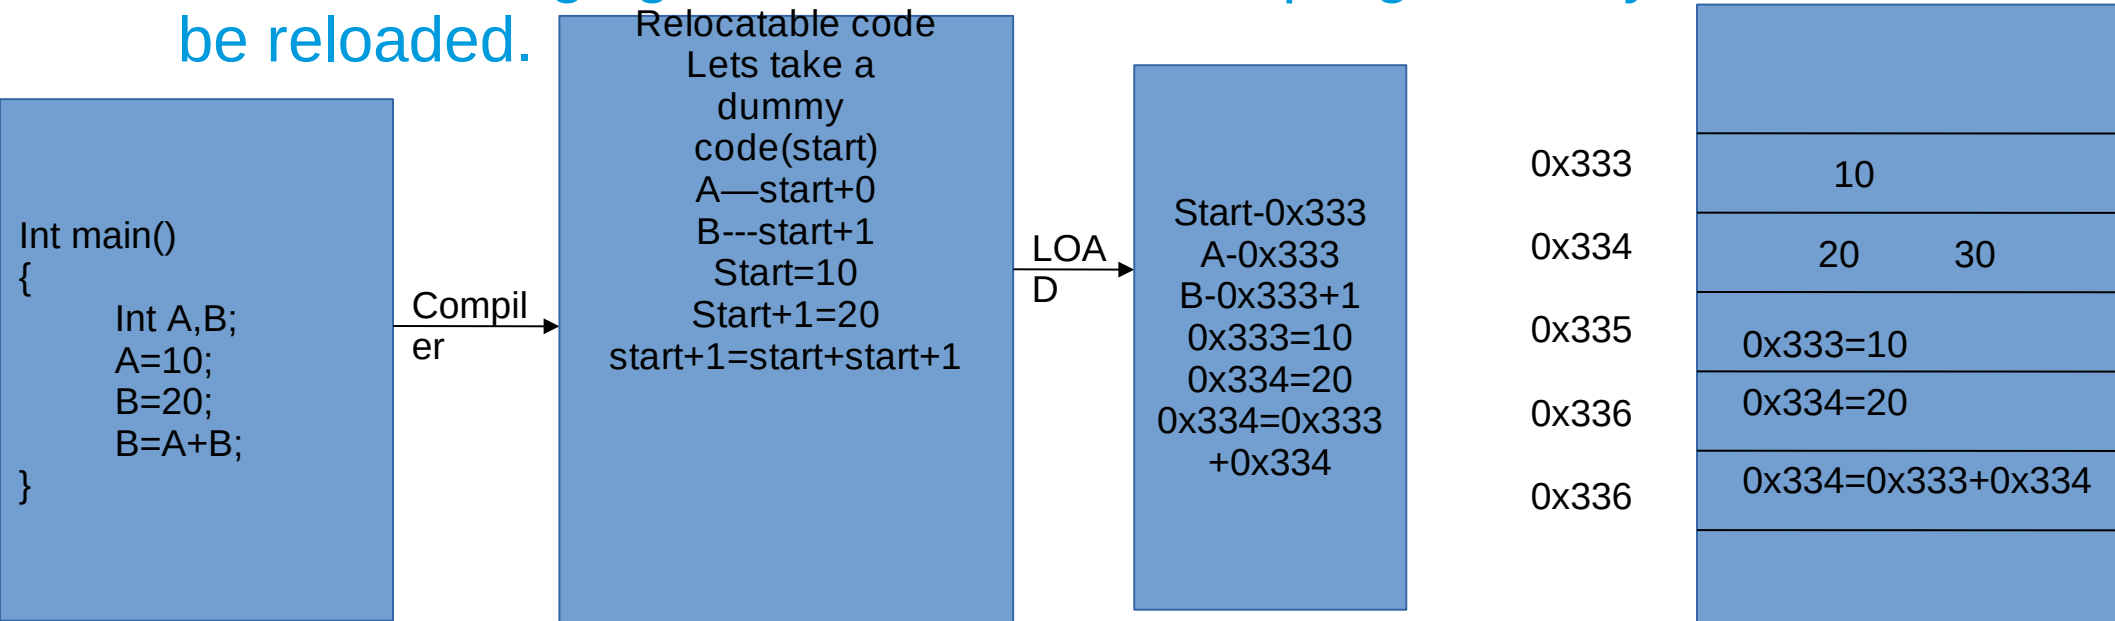 be reloaded.
Int main()
{
Int A,B;
A=10;
B=20;
B=A+B;
}
Compil
er
Relocatable code
Lets take a
dummy
code(start)
A—start+0
B---start+1
Start=10
Start+1=20
start+1=start+start+1
LOA
D
Start-0x333
A-0x333
B-0x333+1
0x333=10
0x334=20
0x334=0x333
+0x334
0x333
0x334
0x335
0x336
0x336
10
20 30
0x333=10
0x334=20
0x334=0x333+0x334